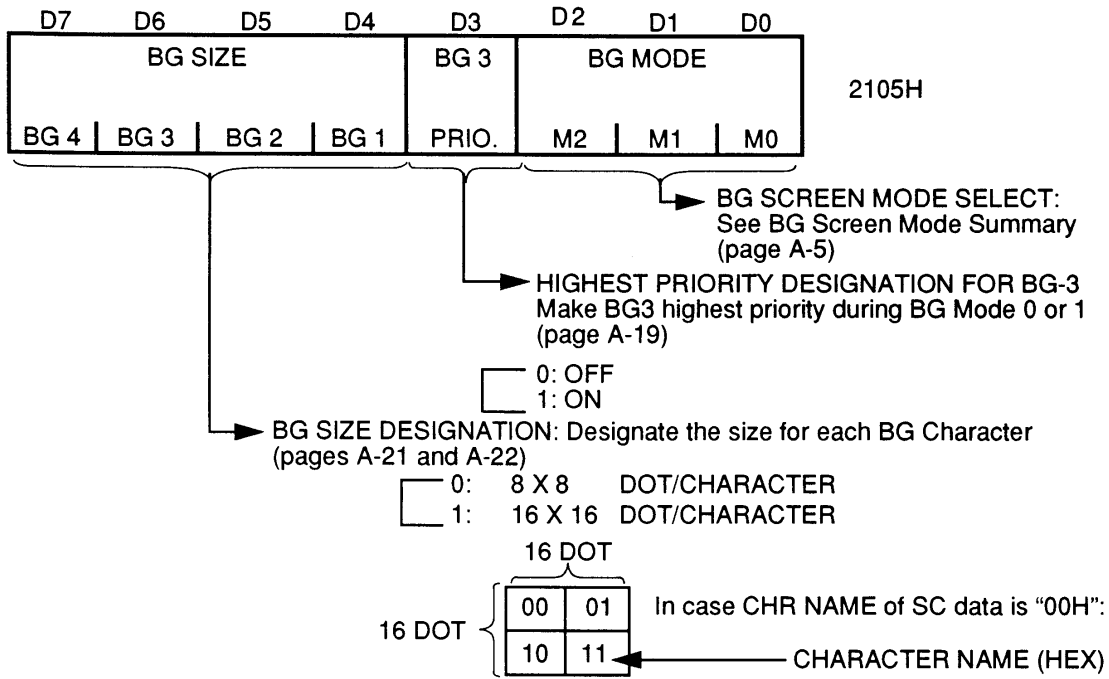 D7 D6 D5 D4 D3 D2 D1 D0
BG SIZE BG 3 BG MODE
2105H
BG 4 BG 3 BG 2 BG 1 PRIO. M2 M1 M0
BG SCREEN MODE SELECT:
See BG Screen Mode Summary
(page A-5)
HIGHEST PRIORITY DESIGNATION FOR BG-3
Make BG3 highest priority during BG Mode 0 or 1
(page A-19)
0: OFF
1: ON
BG SIZE DESIGNATION: Designate the size for each BG Character
(pages A-21 and A-22)
0: 8 X 8 DOT/CHARACTER
1: 16 X 16 DOT/CHARACTER
16 DOT
00 01 In case CHR NAME of SC data is “00H”:
16 DOT
10 11 CHARACTER NAME (HEX)